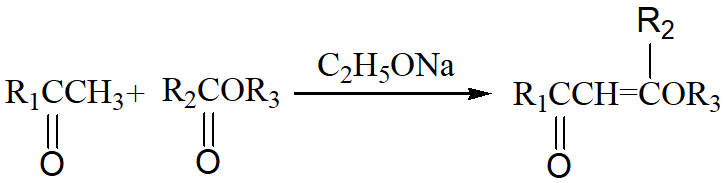 R₂
C₂H₅ONa
R₁CCH₃+ R₂COR₃ R₁CCH=COR₃
O O O